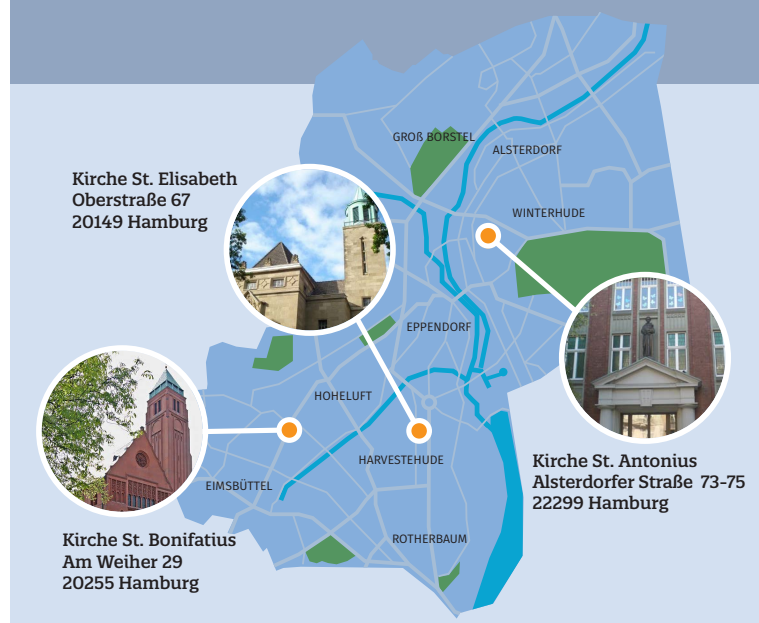 GROß BORSTEL
ALSTERDORF
Kirche St. Elisabeth
Oberstraße 67
20149 Hamburg
WINTERHUDE
EPPENDORF
HOHELUFT
HARVESTEHUDE
Kirche St. Antonius
Alsterdorfer Straße 73-75
22299 Hamburg
EIMSBÜTTEL
Kirche St. Bonifatius
Am Weiher 29
20255 Hamburg
ROTHERBAUM